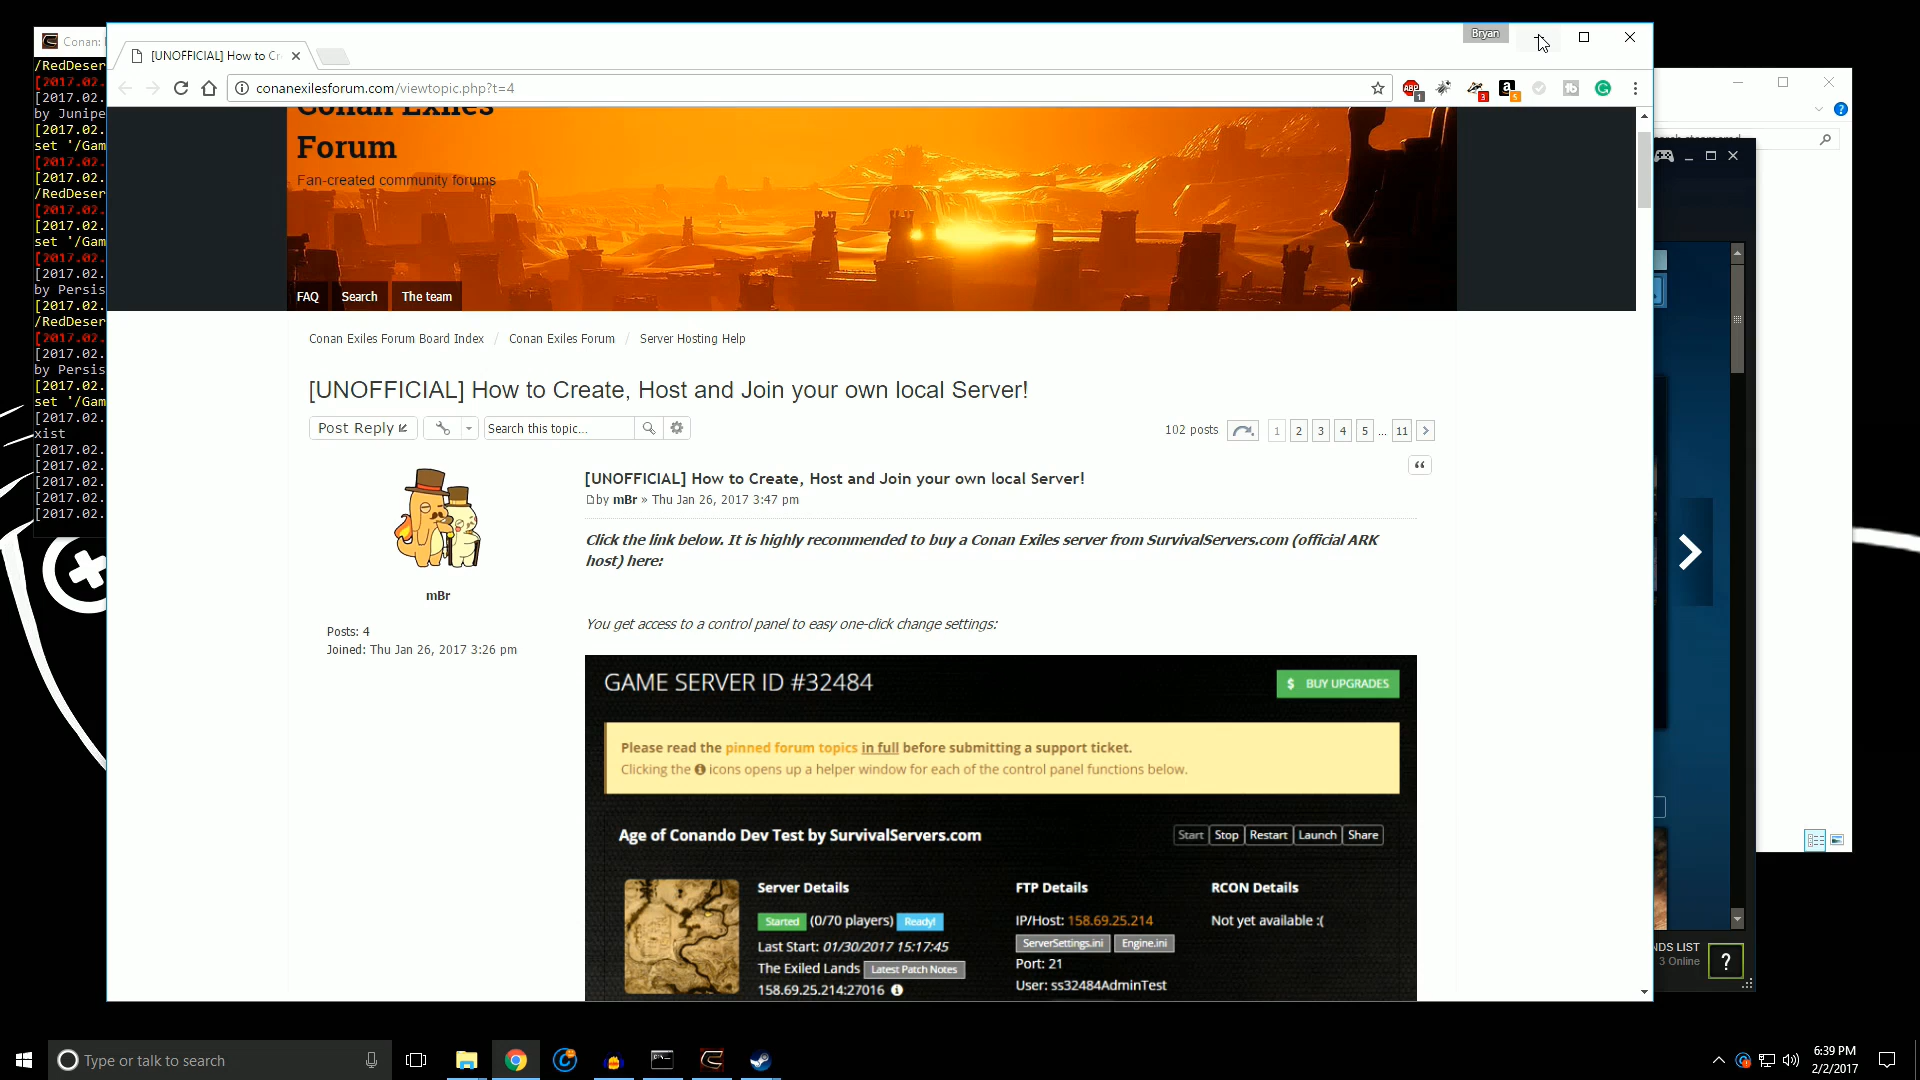 Conan:
/RedDeser
[2017.02.
[2017.02.
by Junipe
[2017.02.
set '/Gam
[2017.02.
[2017.02.
/RedDeser
[2017.02.
[2017.02.
set '/Gam
[2017.02.
[2017.02.
by Persis
[2017.02.
/RedDeser
[2017.02.
[2017.02.
by Persis
[2017.02.
set '/Gam
[2017.02.
xist
[2017.02.
[2017.02.
[2017.02.
[2017.02.
[2017.02.
Bryan
[UNOFFICIAL] How to Cr
conanexilesforum.com/viewtopic.php?t=4
ABP 1
3
a 5
Conan Exiles
Forum
Fan-created community forums
FAQ Search The team
Conan Exiles Forum Board Index / Conan Exiles Forum / Server Hosting Help
[UNOFFICIAL] How to Create, Host and Join your own local Server!
Post Reply Search this topic... 102 posts 1 2 3 4 5 ... 11
[UNOFFICIAL] How to Create, Host and Join your own local Server!
by mBr » Thu Jan 26, 2017 3:47 pm
mBr
Posts: 4
Joined: Thu Jan 26, 2017 3:26 pm
Click the link below. It is highly recommended to buy a Conan Exiles server from SurvivalServers.com (official ARK
host) here:
You get access to a control panel to easy one-click change settings:
GAME SERVER ID #32484
$ BUY UPGRADES
Please read the pinned forum topics in full before submitting a support ticket.
Clicking the icons opens up a helper window for each of the control panel functions below.
Age of Conando Dev Test by SurvivalServers.com
Start Stop Restart Launch Share
Server Details
Started (0/70 players) Ready!
Last Start: 01/30/2017 15:17:45
The Exiled Lands Latest Patch Notes
158.69.25.214:27016
FTP Details
IP/Host: 158.69.25.214
ServerSettings.ini Engine.ini
Port: 21
User: ss32484AdminTest
RCON Details
Not yet available :(
NDS LIST
3 Online
?
Type or talk to search
6:39 PM
2/2/2017